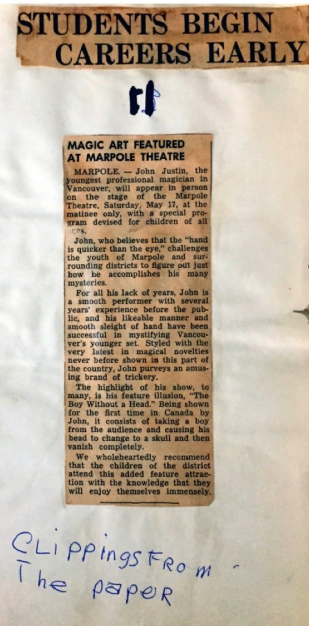 STUDENTS BEGIN
CAREERS EARLY
MAGIC ART FEATURED
AT MARPOLE THEATRE
MARPOLE. — John Justin, the
youngest professional magician in
Vancouver, will appear in person
on the stage of the Marpole
Theatre, Saturday, May 17, at the
matinee only, with a special pro-
gram devised for children of all
John, who believes that the "hand
is quicker than the eye," challenges
the youth of Marpole and sur-
rounding districts to figure out just
how he accomplishes his many
mysteries.
For all his lack of years, John is
a smooth performer with several
years' experience before the pub-
lic, and his likeable manner and
smooth sleight of hand have been
successful in mystifying Vancou-
ver's younger set. Styled with the
very latest in magical novelties
never before shown in this part of
the country, John purveys an amus-
ing brand of trickery.
The highlight of his show, to
many, is his feature illusion, "The
Boy Without a Head." Being shown
for the first time in Canada by
John, it consists of taking a boy
from the audience and causing his
head to change to a skull and then
vanish completely.
We wholeheartedly recommend
that the children of the district
attend this added feature attrac-
tion with the knowledge that they
will enjoy themselves immensely.
CLippings FRom
The papeR